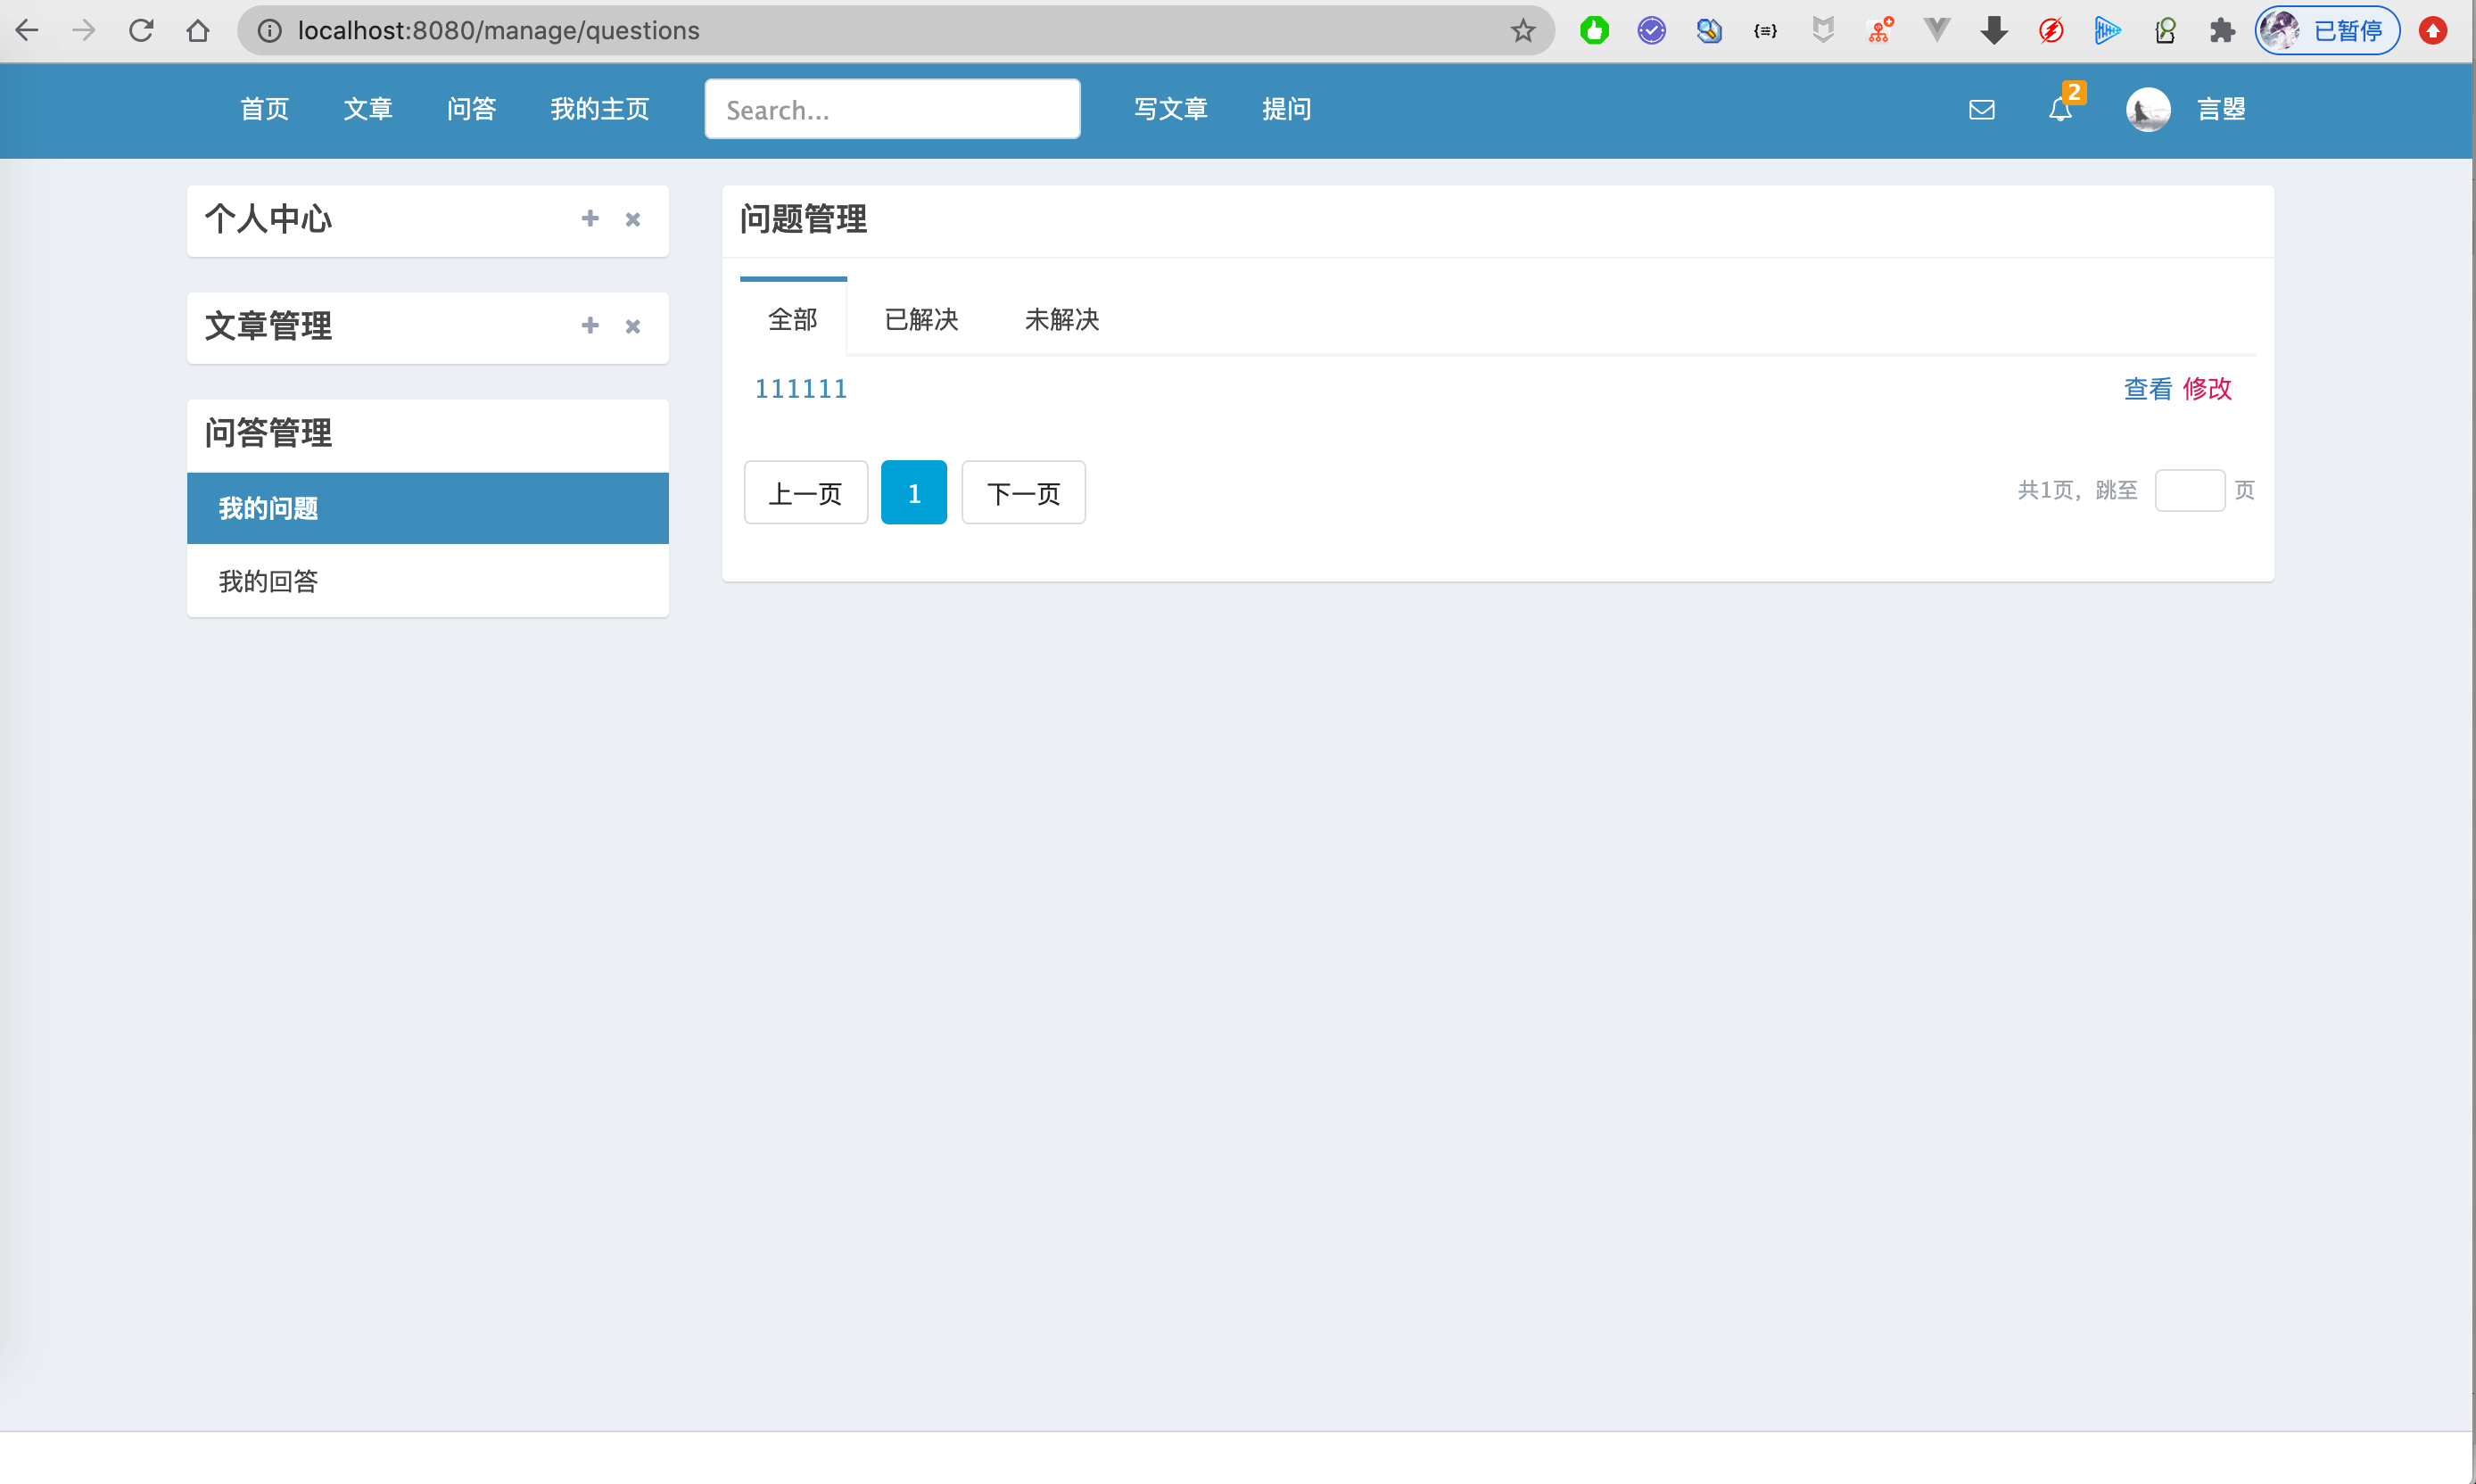 localhost:8080/manage/questions
已暂停
首页 文章 问答 我的主页 Search... 写文章 提问 2 言曌
个人中心
文章管理
问答管理
我的问题
我的回答
问题管理
全部 已解决 未解决
111111 查看 修改
上一页 1 下一页 共1页，跳至 页